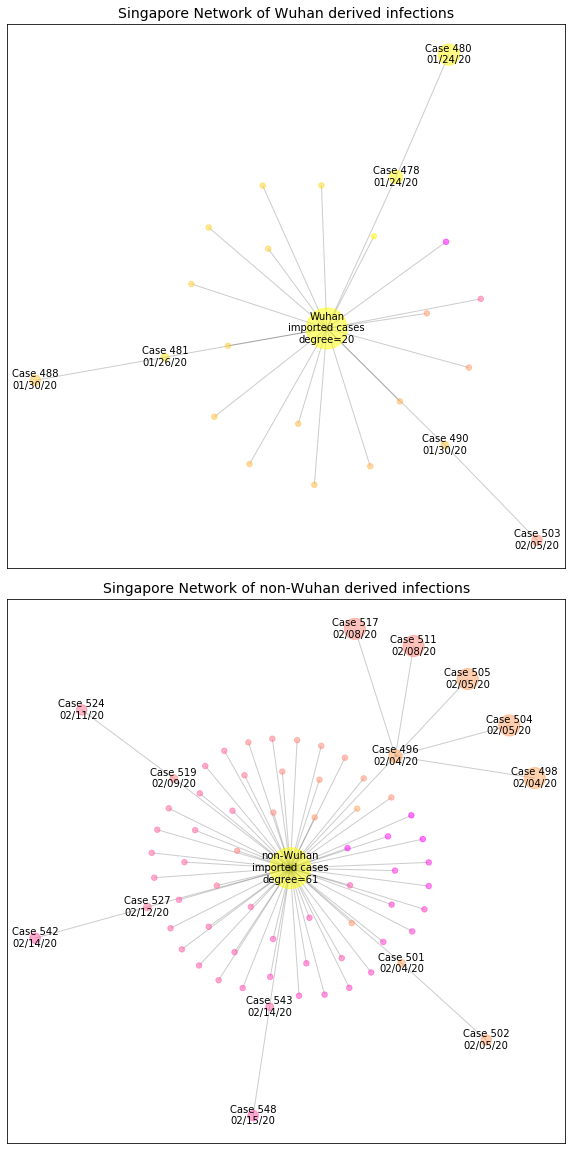 Singapore Network of Wuhan derived infections
Case 480
01/24/20
Case 478
01/24/20
Wuhan
imported cases
degree=20
Case 481
01/26/20
Case 488
01/30/20
Case 490
01/30/20
Case 503
02/05/20
Singapore Network of non-Wuhan derived infections
Case 517
02/08/20
Case 511
02/08/20
Case 505
02/05/20
Case 524
02/11/20
Case 504
02/05/20
Case 496
02/04/20
Case 519
02/09/20
Case 498
02/04/20
non-Wuhan
imported cases
degree=61
Case 527
02/12/20
Case 542
02/14/20
Case 501
02/04/20
Case 543
02/14/20
Case 502
02/05/20
Case 548
02/15/20